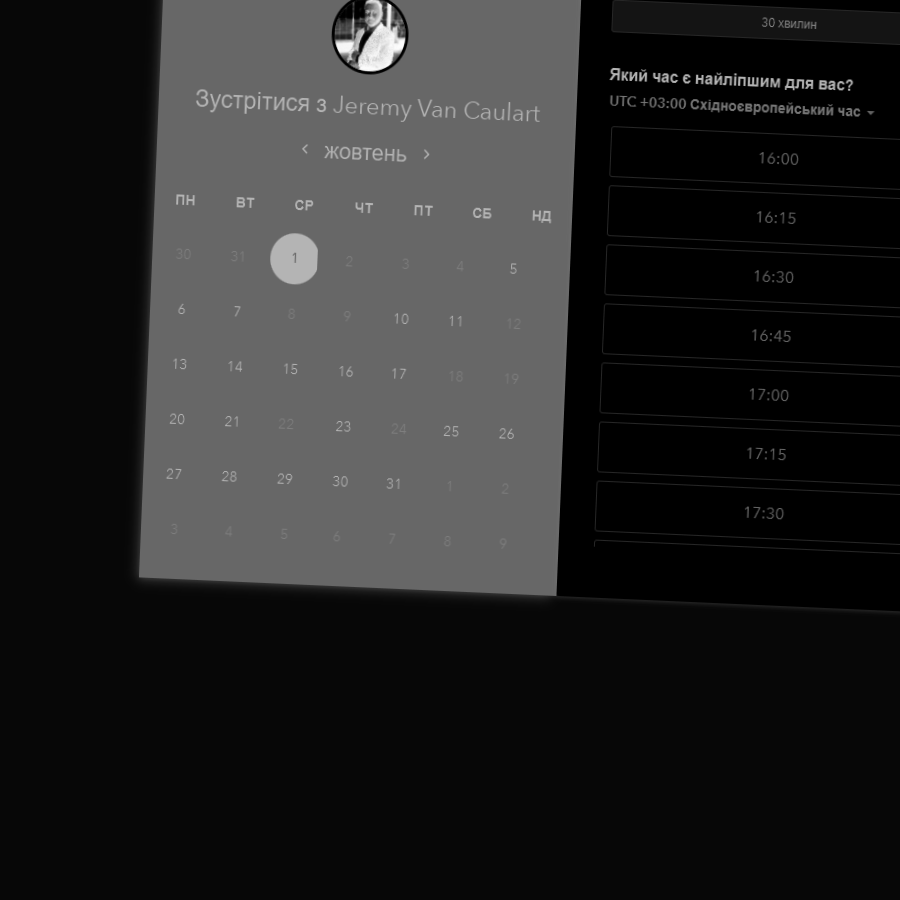 Зустрітися з Jeremy Van Caulart
жовтень
ПН ВТ СР ЧТ ПТ СБ НД
30 31 1 2 3 4 5
6 7 8 9 10 11 12
13 14 15 16 17 18 19
20 21 22 23 24 25 26
27 28 29 30 31 1 2
3 4 5 6 7 8 9
30 хвилин
Який час є найліпшим для вас?
UTC +03:00 Східноєвропейський час
16:00
16:15
16:30
16:45
17:00
17:15
17:30